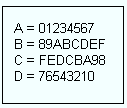 A = 01234567
B = 89ABCDEF
C = FEDCBA98
D = 76543210